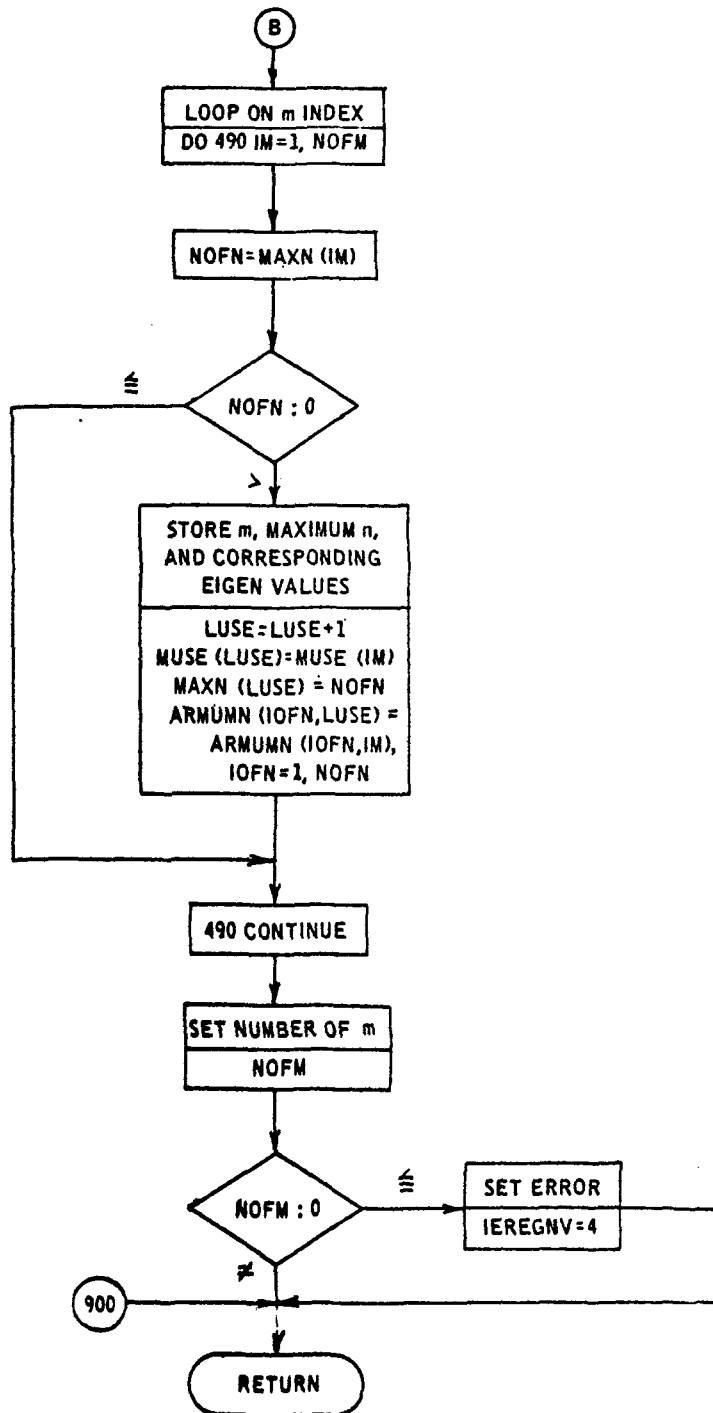 B
LOOP ON m INDEX
DO 490 IM=1, NOFM
NOFN=MAXN (IM)
NOFN : 0
≦
>
STORE m, MAXIMUM n,
AND CORRESPONDING
EIGEN VALUES
LUSE=LUSE+1
MUSE (LUSE)=MUSE (IM)
MAXN (LUSE) = NOFN
ARMUMN (IOFN,LUSE) =
ARMUMN (IOFN,IM),
IOFN=1, NOFN
490 CONTINUE
SET NUMBER OF m
NOFM
NOFM : 0
≦
SET ERROR
IEREGNV=4
≠
900
RETURN